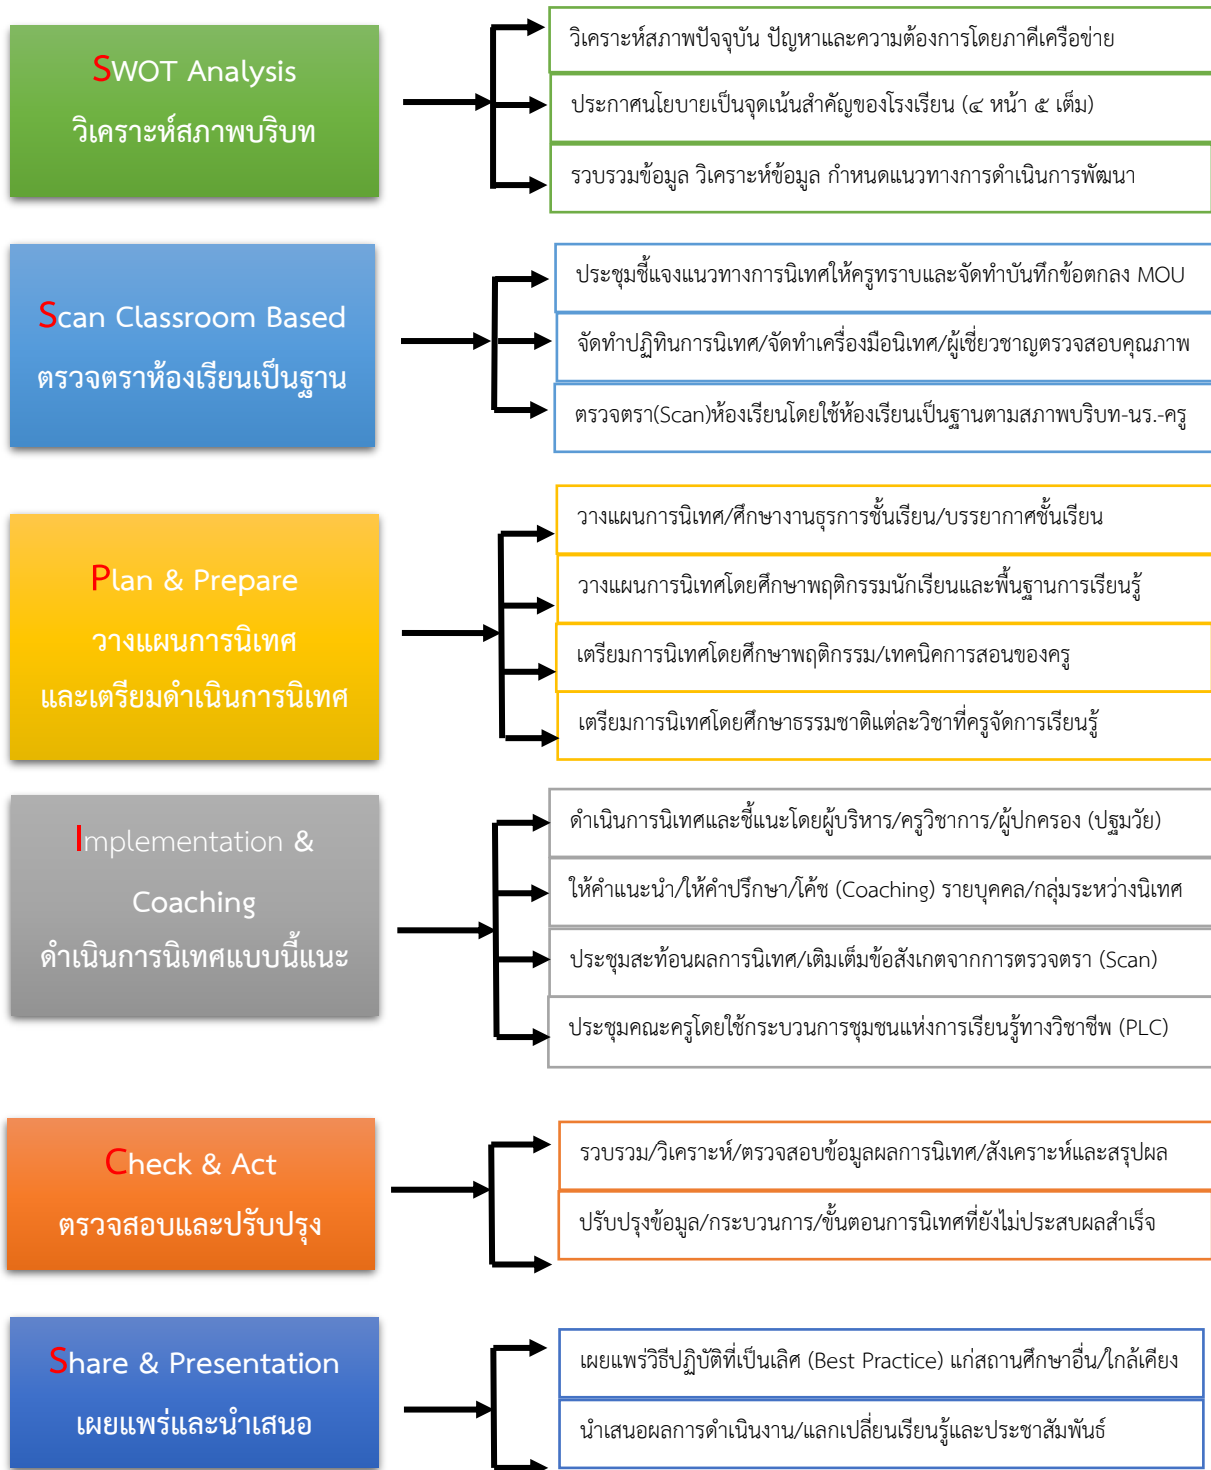 SWOT Analysis
วิเคราะห์สภาพบริบท
วิเคราะห์สภาพปัจจุบัน ปัญหาและความต้องการโดยภาคีเครือข่าย
ประกาศนโยบายเป็นจุดเน้นสำคัญของโรงเรียน (๔ หน้า ๕ เต็ม)
รวบรวมข้อมูล วิเคราะห์ข้อมูล กำหนดแนวทางการดำเนินการพัฒนา
Scan Classroom Based
ตรวจตราห้องเรียนเป็นฐาน
ประชุมชี้แจงแนวทางการนิเทศให้ครูทราบและจัดทำบันทึกข้อตกลง MOU
จัดทำปฏิทินการนิเทศ/จัดทำเครื่องมือนิเทศ/ผู้เชี่ยวชาญตรวจสอบคุณภาพ
ตรวจตรา(Scan)ห้องเรียนโดยใช้ห้องเรียนเป็นฐานตามสภาพบริบท-นร.-ครู
Plan & Prepare
วางแผนการนิเทศ
และเตรียมดำเนินการนิเทศ
วางแผนการนิเทศ/ศึกษางานธุรการชั้นเรียน/บรรยากาศชั้นเรียน
วางแผนการนิเทศโดยศึกษาพฤติกรรมนักเรียนและพื้นฐานการเรียนรู้
เตรียมการนิเทศโดยศึกษาพฤติกรรม/เทคนิคการสอนของครู
เตรียมการนิเทศโดยศึกษาธรรมชาติแต่ละวิชาที่ครูจัดการเรียนรู้
Implementation &
Coaching
ดำเนินการนิเทศแบบนี้แนะ
ดำเนินการนิเทศและชี้แนะโดยผู้บริหาร/ครูวิชาการ/ผู้ปกครอง (ปฐมวัย)
ให้คำแนะนำ/ให้คำปรึกษา/โค้ช (Coaching) รายบุคคล/กลุ่มระหว่างนิเทศ
ประชุมสะท้อนผลการนิเทศ/เติมเต็มข้อสังเกตจากการตรวจตรา (Scan)
ประชุมคณะครูโดยใช้กระบวนการชุมชนแห่งการเรียนรู้ทางวิชาชีพ (PLC)
Check & Act
ตรวจสอบและปรับปรุง
รวบรวม/วิเคราะห์/ตรวจสอบข้อมูลผลการนิเทศ/สังเคราะห์และสรุปผล
ปรับปรุงข้อมูล/กระบวนการ/ขั้นตอนการนิเทศที่ยังไม่ประสบผลสำเร็จ
Share & Presentation
เผยแพร่และนำเสนอ
เผยแพร่วิธีปฏิบัติที่เป็นเลิศ (Best Practice) แก่สถานศึกษาอื่น/ใกล้เคียง
นำเสนอผลการดำเนินงาน/แลกเปลี่ยนเรียนรู้และประชาสัมพันธ์